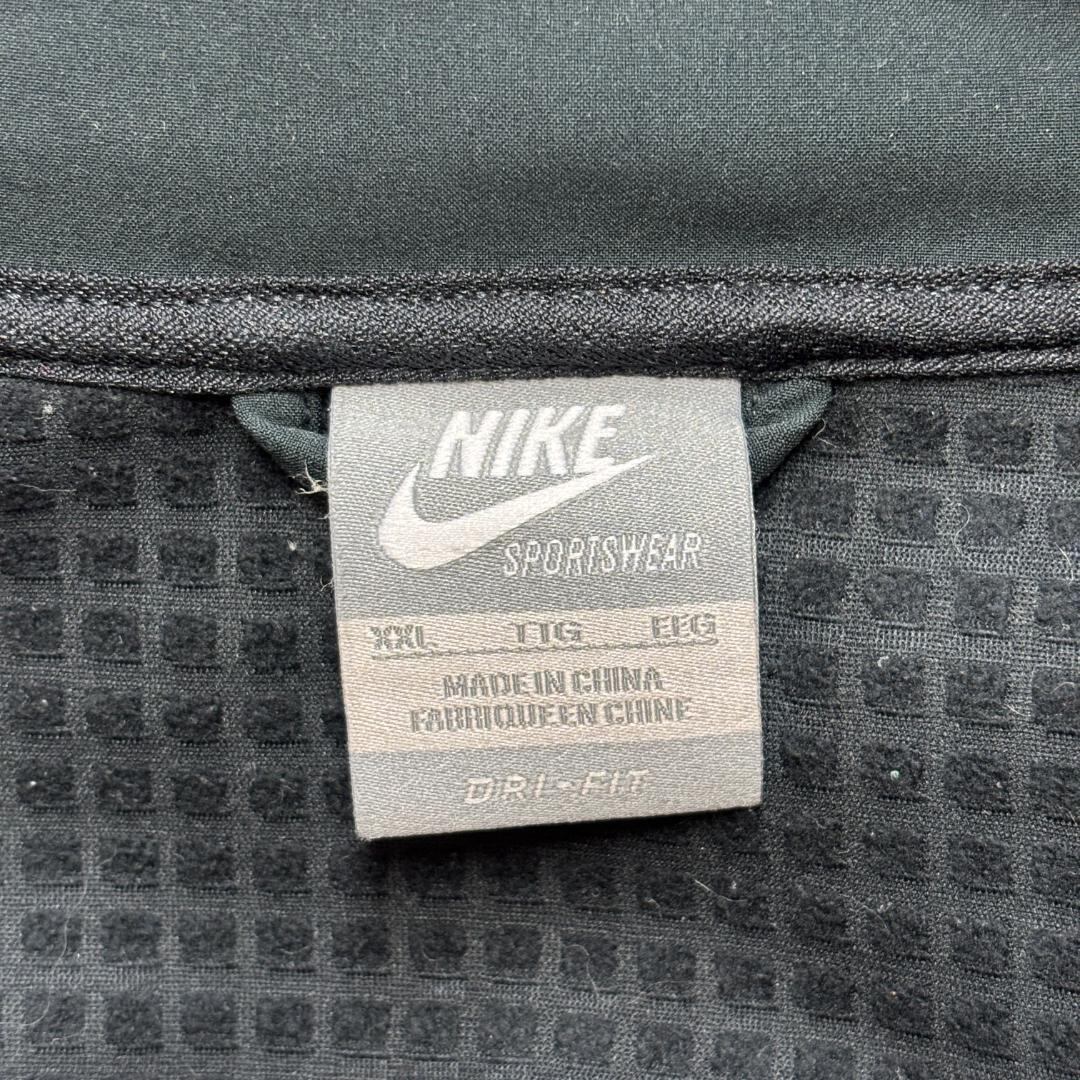 NIKE
SPORTSWEAR
XXL TTG EEG
MADE IN CHINA
FABRIQUE EN CHINE
DRI-FIT